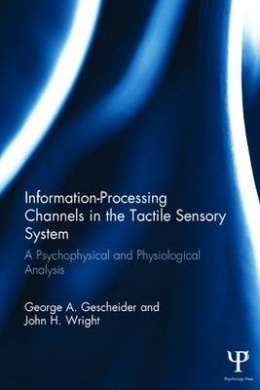 Information-Processing
Channels in the Tactile Sensory
System
A Psychophysical and Physiological
Analysis
George A. Gescheider and
John H. Wright
Psychology Press